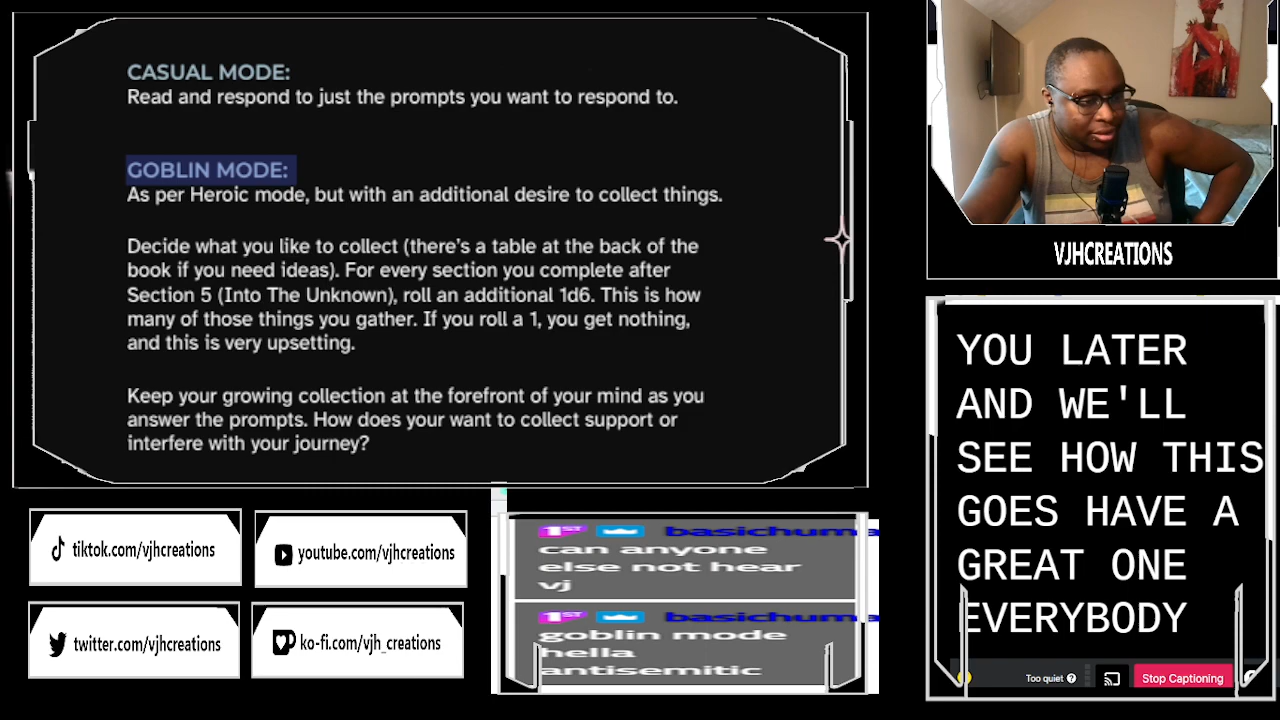 CASUAL MODE:
Read and respond to just the prompts you want to respond to.
GOBLIN MODE:
As per Heroic mode, but with an additional desire to collect things.
Decide what you like to collect (there's a table at the back of the
book if you need ideas). For every section you complete after
Section 5 (Into The Unknown), roll an additional 1d6. This is how
many of those things you gather. If you roll a 1, you get nothing,
and this is very upsetting.
Keep your growing collection at the forefront of your mind as you
answer the prompts. How does your want to collect support or
interfere with your journey?
VJHCREATIONS
YOU LATER
AND WE'LL
SEE HOW THIS
GOES HAVE A
GREAT ONE
EVERYBODY
Too quiet
Stop Captioning
tiktok.com/vjhcreations
youtube.com/vjhcreations
twitter.com/vjhcreations
ko-fi.com/vjh_creations
1ST basichuma
can anyone
else not hear
vj
1ST basichuma
goblin mode
hella
antisemitic